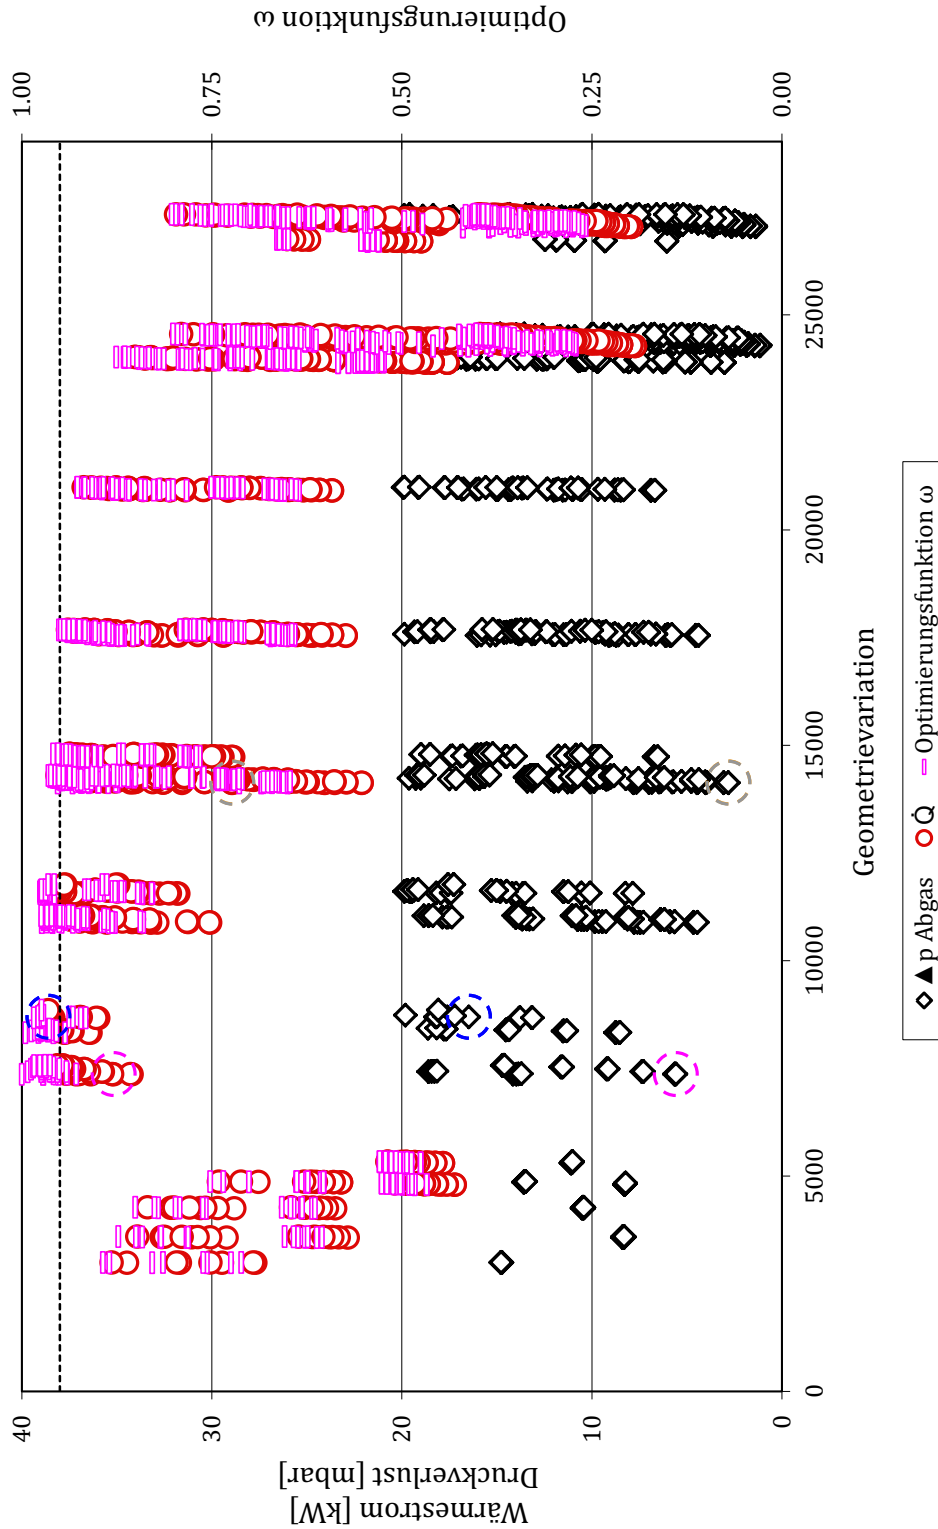 Wärmestrom [kW]
Druckverlust [mbar]
40
30
20
10
0
0
5000
10000
15000
20000
25000
Geometrievariation
1.00
0.75
0.50
0.25
0.00
Optimierungsfunktion ω
▲p Abgas
Q̇
Optimierungsfunktion ω